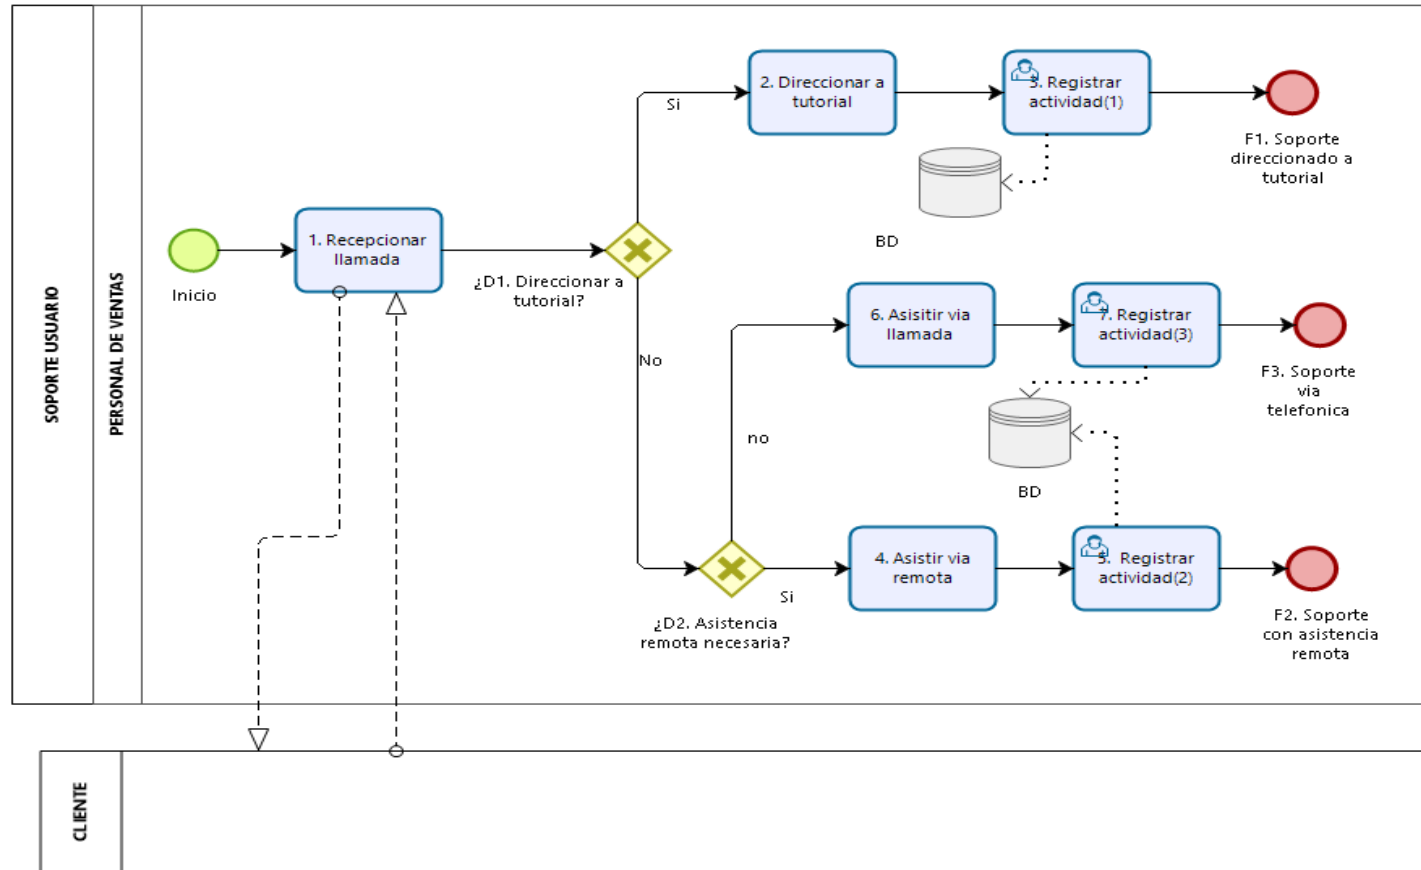 SOPORTE USUARIO
PERSONAL DE VENTAS
Inicio
1. Recepcionar
llamada
¿D1. Direccionar a
tutorial?
Si
2. Direccionar a
tutorial
3. Registrar
actividad(1)
F1. Soporte
direccionado a
tutorial
BD
No
6. Asisitir via
llamada
7. Registrar
actividad(3)
F3. Soporte
via
telefonica
no
BD
¿D2. Asistencia
remota necesaria?
Si
4. Asistir via
remota
5. Registrar
actividad(2)
F2. Soporte
con asistencia
remota
CLIENTE